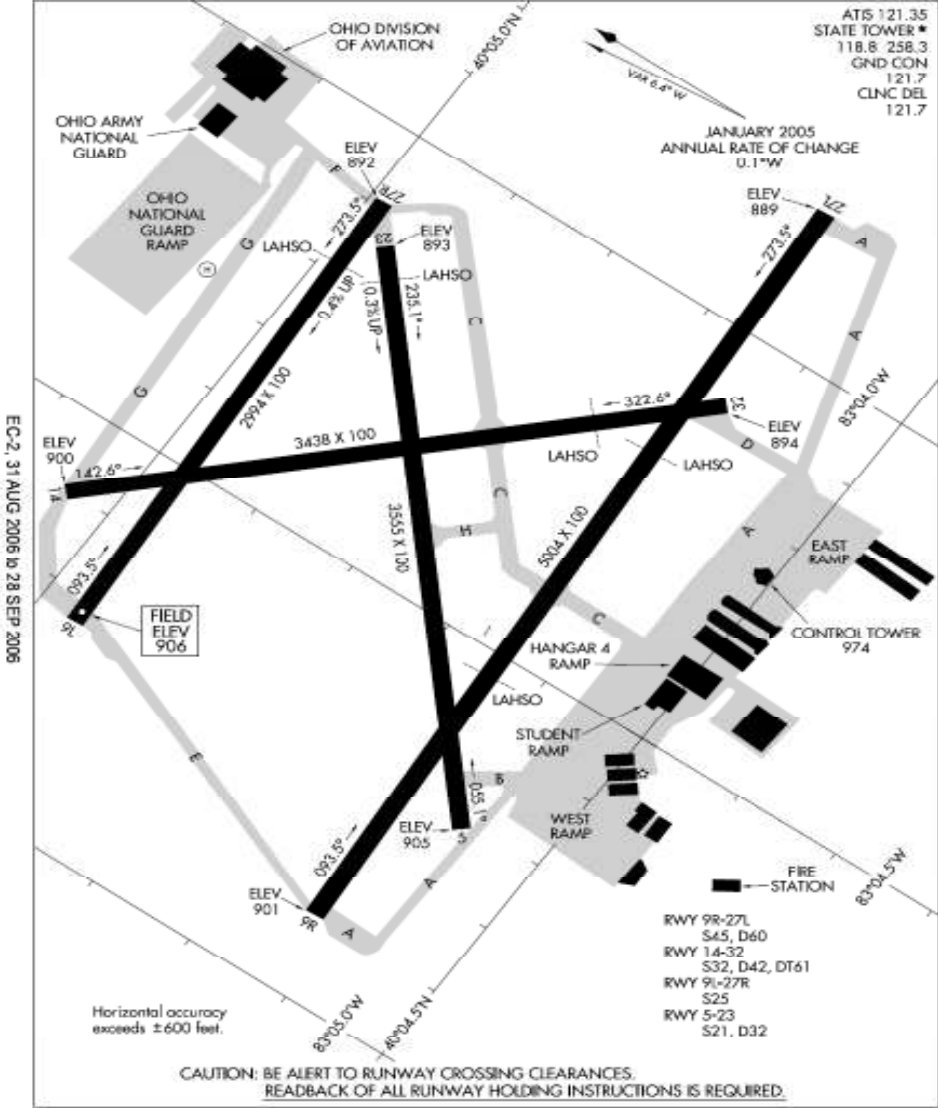 ATIS 121.35
STATE TOWER*
118.8 258.3
GND CON
121.7
CLNC DEL
121.7
OHIO DIVISION
OF AVIATION
40°05.0'N
VAR 6.4° W
JANUARY 2005
ANNUAL RATE OF CHANGE
0.1°W
OHIO ARMY
NATIONAL
GUARD
ELEV
892
F
27R
OHIO
NATIONAL
GUARD
RAMP
273.5°
G
LAHSO
H
23
ELEV
893
LAHSO
ELEV
889
27L
A
273.5°
0.4% UP
0.3% UP
235.1°
C
A
G
2994 X 100
83°04.0'W
322.6°
32
ELEV
894
D
3438 X 100
LAHSO
LAHSO
ELEV
900
142.6°
14
C
3555 X 100
H
5004 X 100
A
EAST
RAMP
093.5°
9L
FIELD
ELEV
906
C
CONTROL TOWER
974
HANGAR 4
RAMP
LAHSO
STUDENT
RAMP
E
B
055.1°
WEST
RAMP
ELEV
905
5
093.5°
A
ELEV
901
9R
A
FIRE
STATION
83°04.5'W
RWY 9R-27L
S45, D60
RWY 14-32
S32, D42, DT61
RWY 9L-27R
S25
RWY 5-23
S21, D32
Horizontal accuracy
exceeds ±600 feet.
83°05.0'W
40°04.5'N
CAUTION: BE ALERT TO RUNWAY CROSSING CLEARANCES.
READBACK OF ALL RUNWAY HOLDING INSTRUCTIONS IS REQUIRED.
EC-2, 31 AUG 2006 to 28 SEP 2006